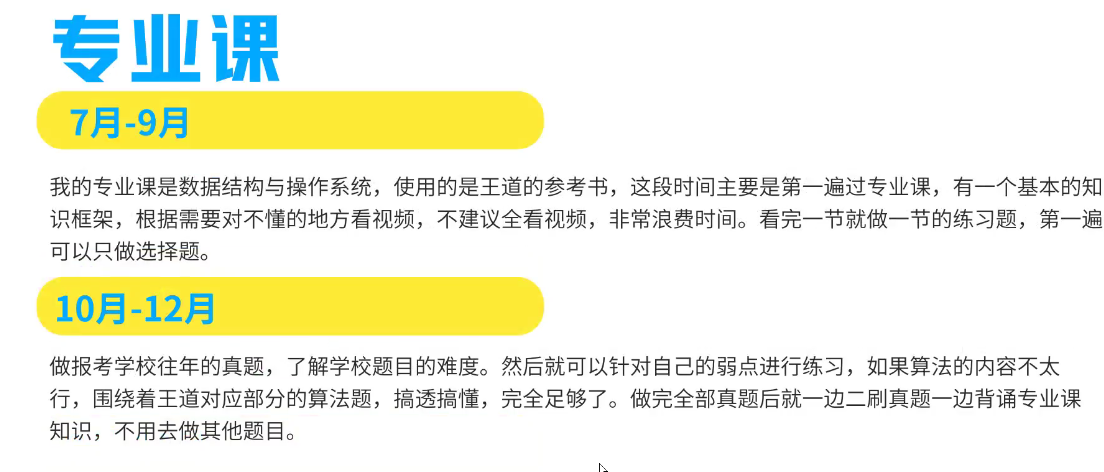 专业课
7月-9月
我的专业课是数据结构与操作系统，使用的是王道的参考书，这段时间主要是第一遍过专业课，有一个基本的知
识框架，根据需要对不懂的地方看视频，不建议全看视频，非常浪费时间。看完一节就做一节的练习题，第一遍
可以只做选择题。
10月-12月
做报考学校往年的真题，了解学校题目的难度。然后就可以针对自己的弱点进行练习，如果算法的内容不太
行，围绕着王道对应部分的算法题，搞透搞懂，完全足够了。做完全部真题后就一边二刷真题一边背诵专业课
知识，不用去做其他题目。